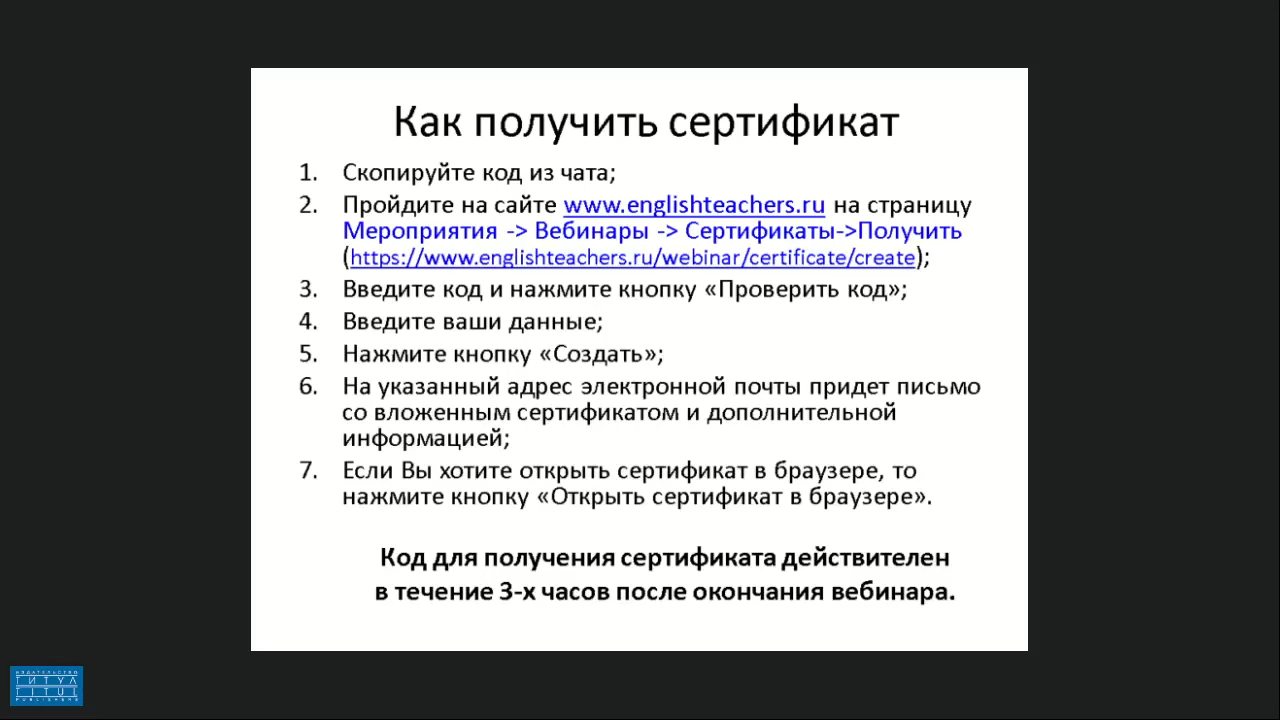 Как получить сертификат
1. Скопируйте код из чата;
2. Пройдите на сайте www.englishteachers.ru на страницу
Мероприятия -> Вебинары -> Сертификаты->Получить
(https://www.englishteachers.ru/webinar/certificate/create);
3. Введите код и нажмите кнопку «Проверить код»;
4. Введите ваши данные;
5. Нажмите кнопку «Создать»;
6. На указанный адрес электронной почты придет письмо
со вложенным сертификатом и дополнительной
информацией;
7. Если Вы хотите открыть сертификат в браузере, то
нажмите кнопку «Открыть сертификат в браузере».
Код для получения сертификата действителен
в течение 3-х часов после окончания вебинара.
ИЗДАТЕЛЬСТВО
ТИТУЛ
TITUL
PUBLISHERS